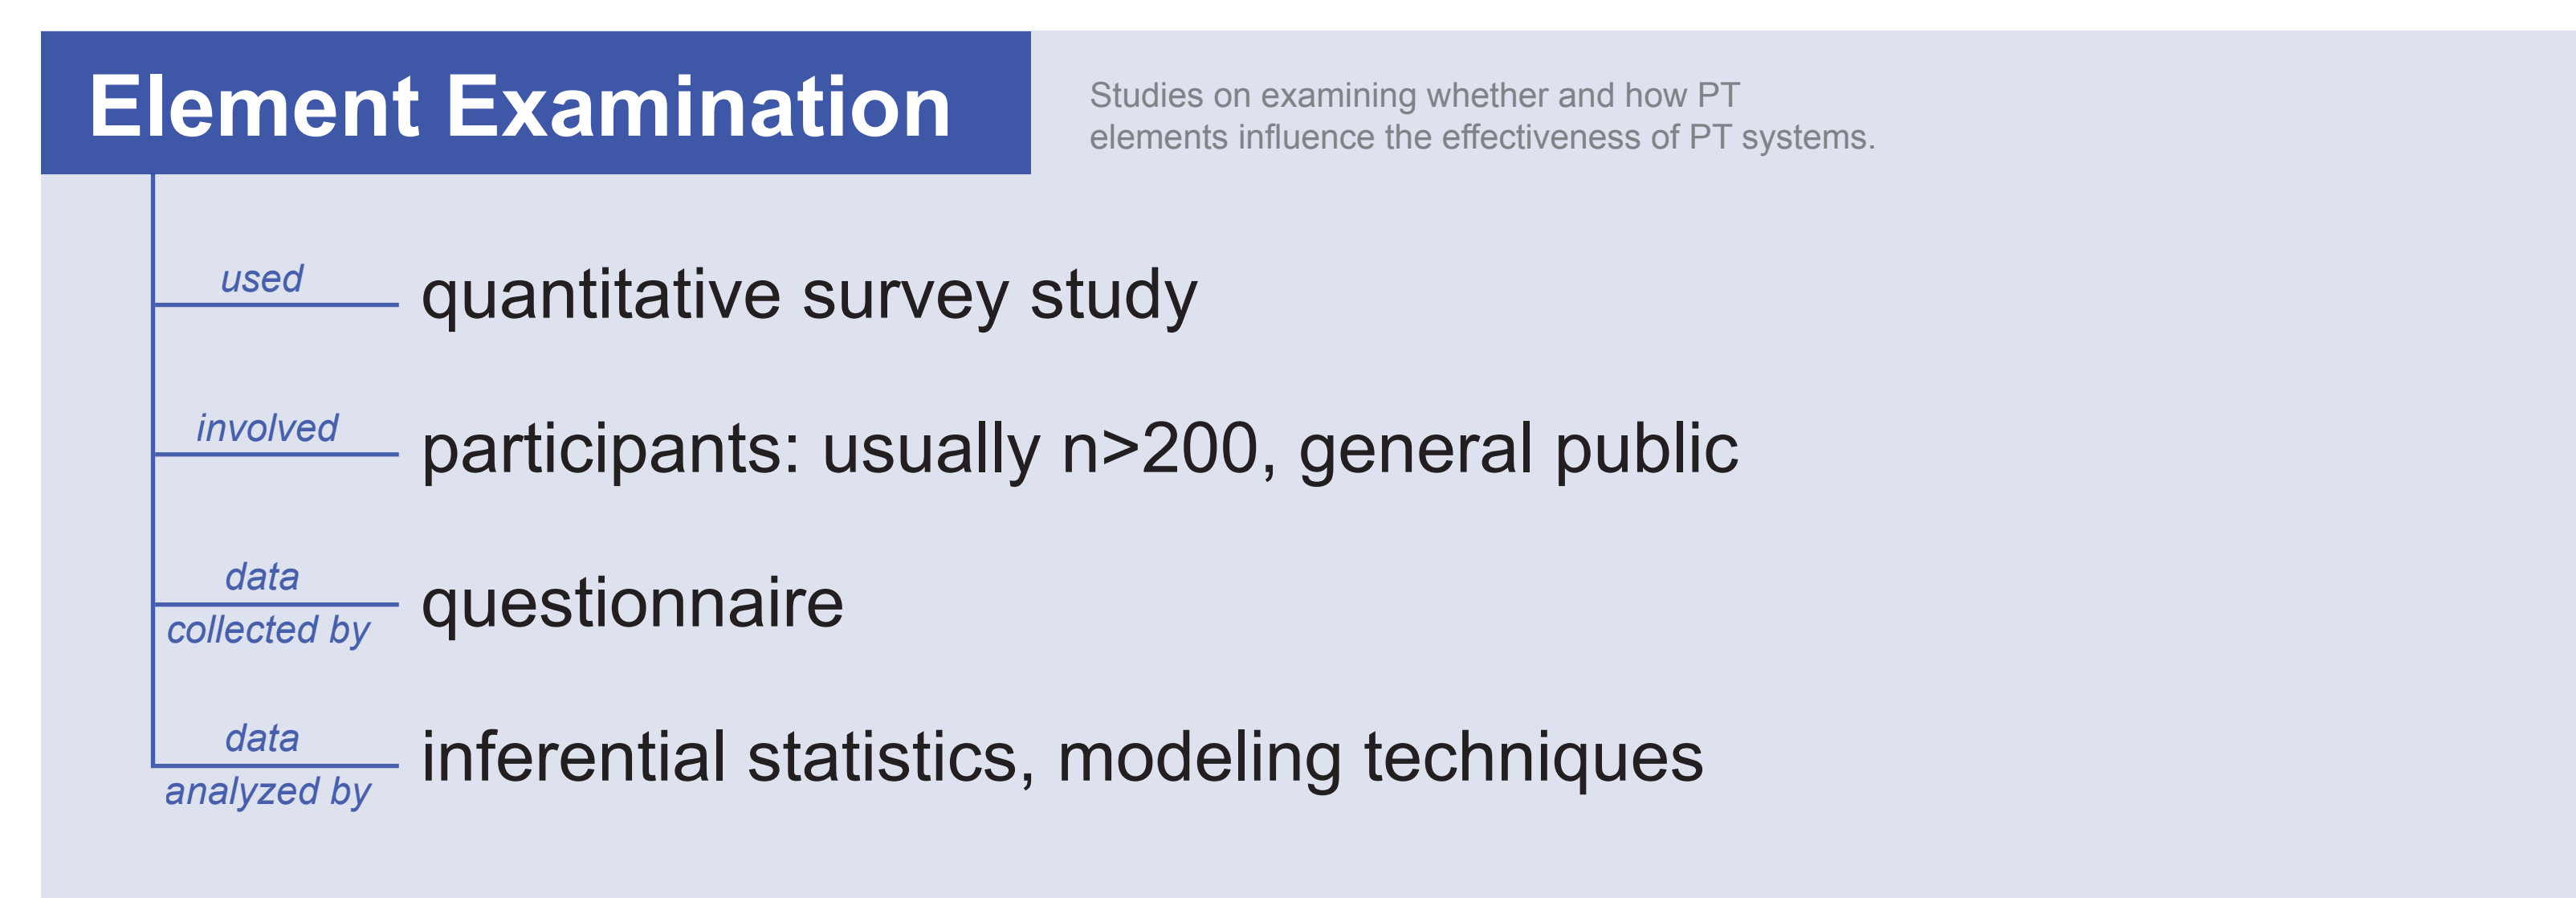 Element Examination
Studies on examining whether and how PT
elements influence the effectiveness of PT systems.
used
quantitative survey study
involved
participants: usually n>200, general public
data
collected by
questionnaire
data
analyzed by
inferential statistics, modeling techniques